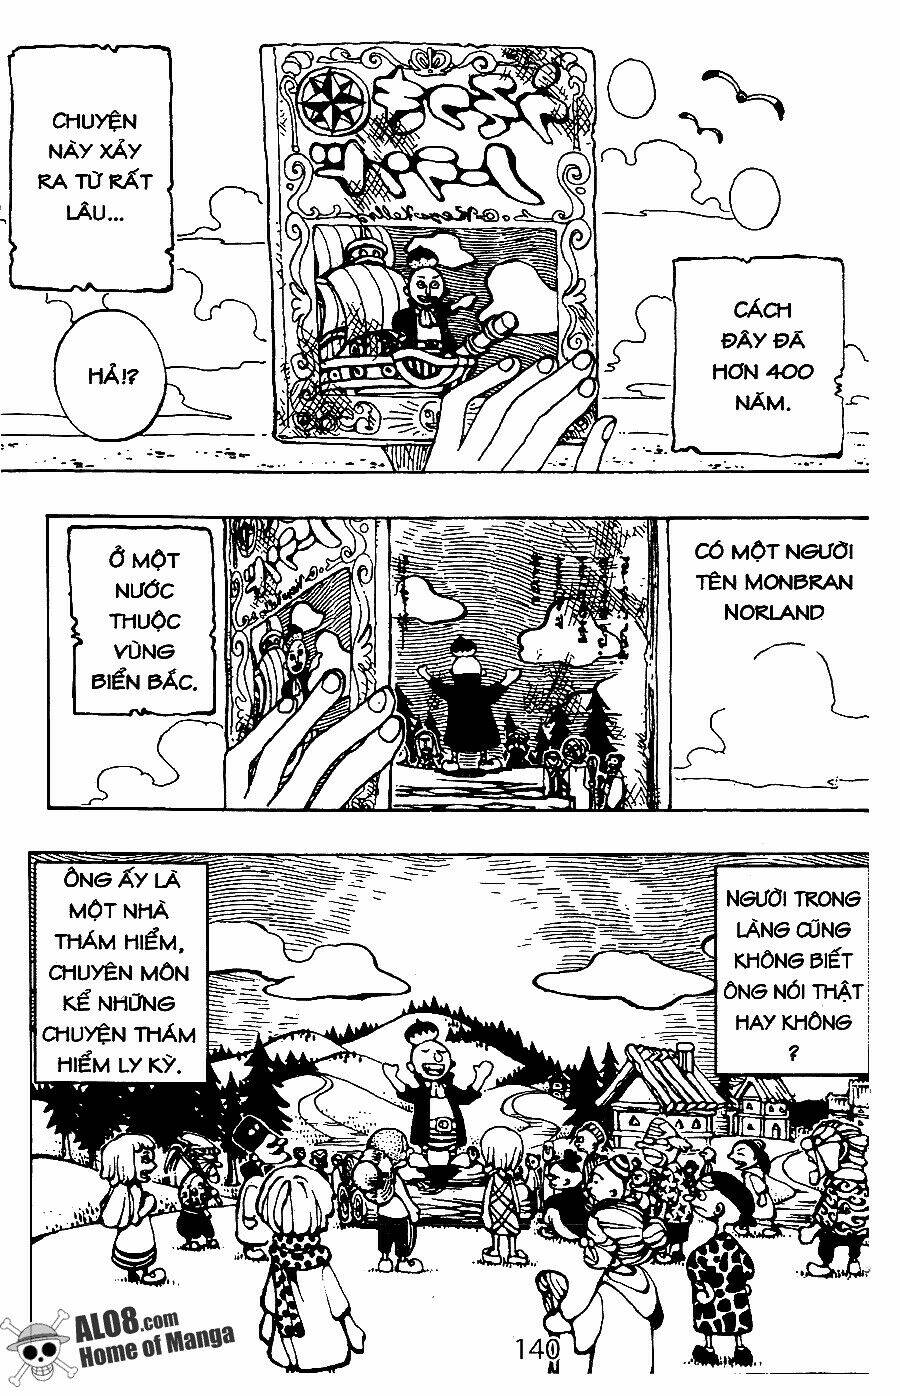 CHUYỆN
NÀY XẢY
RA TỪ RẤT
LÂU...
HẢ!?
CÁCH
ĐÂY ĐÃ
HƠN 400
NĂM.
Ở MỘT
NƯỚC
THUỘC
VÙNG
BIỂN BẮC.
CÓ MỘT NGƯỜI
TÊN MONBRAN
NORLAND
ÔNG ẤY LÀ
MỘT NHÀ
THÁM HIỂM,
CHUYÊN MÔN
KỂ NHỮNG
CHUYỆN THÁM
HIỂM LY KỲ.
NGƯỜI TRONG
LÀNG CŨNG
KHÔNG BIẾT
ÔNG NÓI THẬT
HAY KHÔNG
?
AL08.com
Home of Manga
140